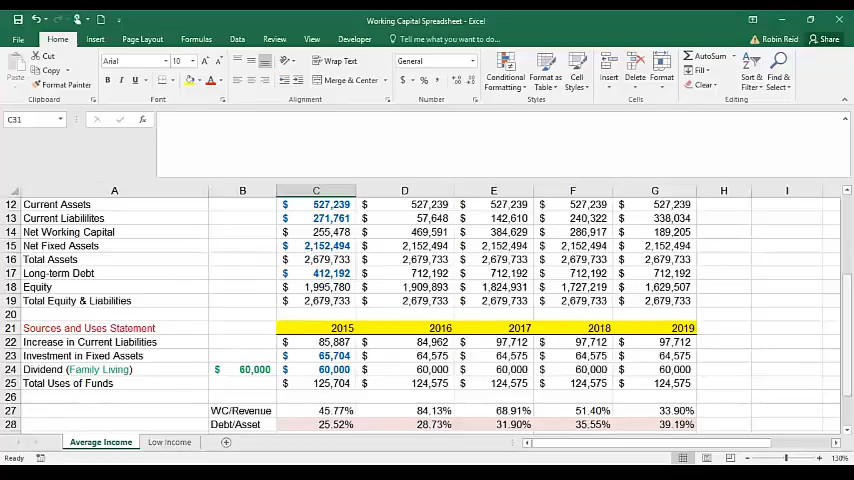 Working Capital Spreadsheet - Excel
File Home Insert Page Layout Formulas Data Review View Developer Tell me what you want to do... Robin Reid Share
Paste Cut Copy Format Painter Clipboard
Arial 10 A A B I U A Font
Wrap Text Merge & Center Alignment
General $ % , Number
Conditional Formatting Format as Table Cell Styles Styles
Insert Delete Format Cells
AutoSum Fill Clear Sort & Filter Find & Select Editing
C31 fx
A B C D E F G H I
12 Current Assets $ 527,239 $ 527,239 $ 527,239 $ 527,239 $ 527,239
13 Current Liabililites $ 271,761 $ 57,648 $ 142,610 $ 240,322 $ 338,034
14 Net Working Capital $ 255,478 $ 469,591 $ 384,629 $ 286,917 $ 189,205
15 Net Fixed Assets $ 2,152,494 $ 2,152,494 $ 2,152,494 $ 2,152,494 $ 2,152,494
16 Total Assets $ 2,679,733 $ 2,679,733 $ 2,679,733 $ 2,679,733 $ 2,679,733
17 Long-term Debt $ 412,192 $ 712,192 $ 712,192 $ 712,192 $ 712,192
18 Equity $ 1,995,780 $ 1,909,893 $ 1,824,931 $ 1,727,219 $ 1,629,507
19 Total Equity & Liabilities $ 2,679,733 $ 2,679,733 $ 2,679,733 $ 2,679,733 $ 2,679,733
20
21 Sources and Uses Statement 2015 2016 2017 2018 2019
22 Increase in Current Liabilities $ 85,887 $ 84,962 $ 97,712 $ 97,712 $ 97,712
23 Investment in Fixed Assets $ 65,704 $ 64,575 $ 64,575 $ 64,575 $ 64,575
24 Dividend (Family Living) $ 60,000 $ 60,000 $ 60,000 $ 60,000 $ 60,000 $ 60,000
25 Total Uses of Funds $ 125,704 $ 124,575 $ 124,575 $ 124,575 $ 124,575
26
27 WC/Revenue 45.77% 84.13% 68.91% 51.40% 33.90%
28 Debt/Asset 25.52% 28.73% 31.90% 35.55% 39.19%
Average Income Low Income
Ready 130%